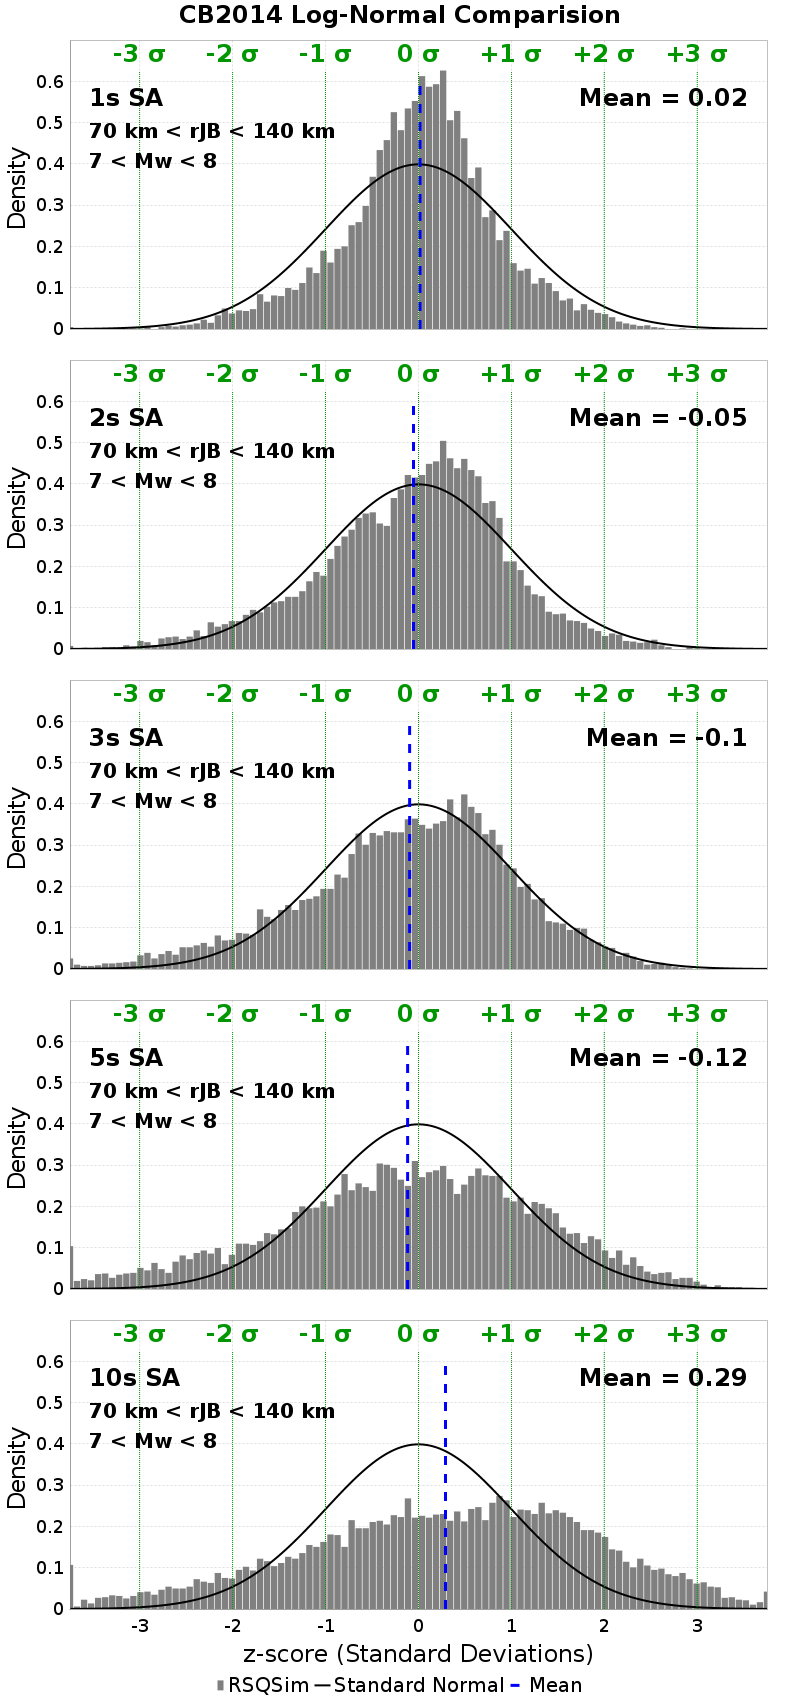 CB2014 Log-Normal Comparision
-3 σ -2 σ -1 σ 0 σ +1 σ +2 σ +3 σ
1s SA Mean = 0.02
70 km < rJB < 140 km
7 < Mw < 8
Density
0.6
0.5
0.4
0.3
0.2
0.1
0
-3 σ -2 σ -1 σ 0 σ +1 σ +2 σ +3 σ
2s SA Mean = -0.05
70 km < rJB < 140 km
7 < Mw < 8
Density
0.6
0.5
0.4
0.3
0.2
0.1
0
-3 σ -2 σ -1 σ 0 σ +1 σ +2 σ +3 σ
3s SA Mean = -0.1
70 km < rJB < 140 km
7 < Mw < 8
Density
0.6
0.5
0.4
0.3
0.2
0.1
0
-3 σ -2 σ -1 σ 0 σ +1 σ +2 σ +3 σ
5s SA Mean = -0.12
70 km < rJB < 140 km
7 < Mw < 8
Density
0.6
0.5
0.4
0.3
0.2
0.1
0
-3 σ -2 σ -1 σ 0 σ +1 σ +2 σ +3 σ
10s SA Mean = 0.29
70 km < rJB < 140 km
7 < Mw < 8
Density
0.6
0.5
0.4
0.3
0.2
0.1
0
-3 -2 -1 0 1 2 3
z-score (Standard Deviations)
RSQSim Standard Normal Mean